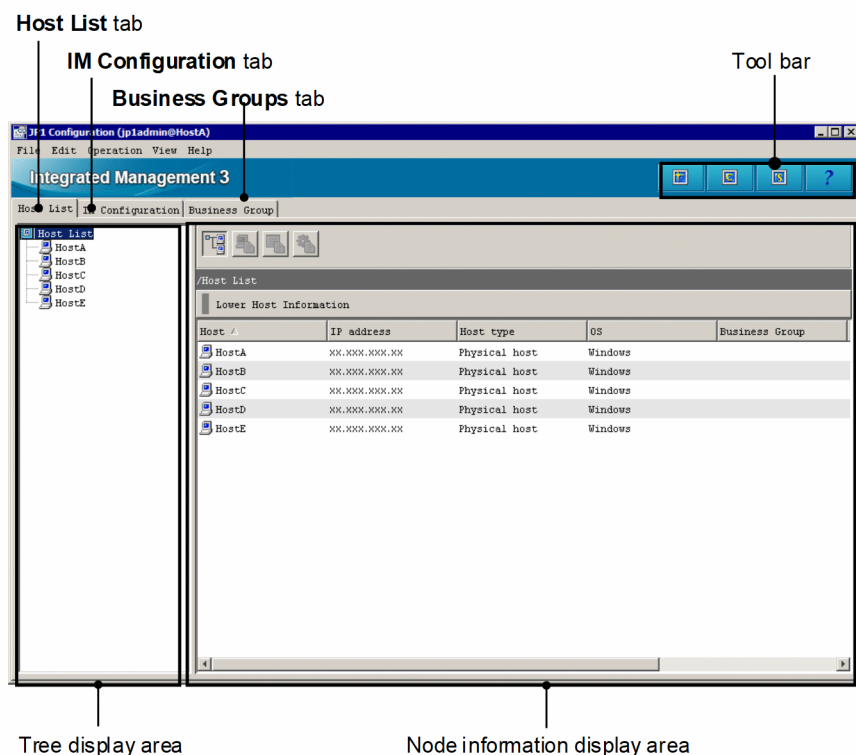 Host List tab
IM Configuration tab
Tool bar
Business Groups tab
JP1 Configuration (jp1admin@HostA)
File Edit Operation View Help
Integrated Management 3
?
Host List IM Configuration Business Group
Host List
HostA
HostB
HostC
HostD
HostE
/Host List
Lower Host Information
Host IP address Host type OS Business Group
HostA xx.xxx.xxx.xx Physical host Windows
HostB xx.xxx.xxx.xx Physical host Windows
HostC xx.xxx.xxx.xx Physical host Windows
HostD xx.xxx.xxx.xx Physical host Windows
HostE xx.xxx.xxx.xx Physical host Windows
Tree display area
Node information display area